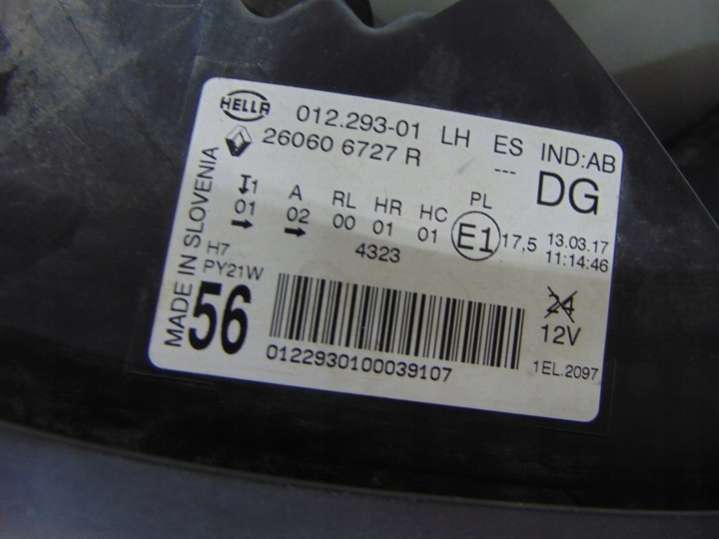 HELLA 012.293-01 LH ES IND:AB
26060 6727 R --- DG
MADE IN SLOVENIA
1 A RL HR HC PL
01 02 00 01 01 E1 17,5 13.03.17
4323 11:14:46
H7
PY21W
56
24
12V
0122930100039107
1EL.2097